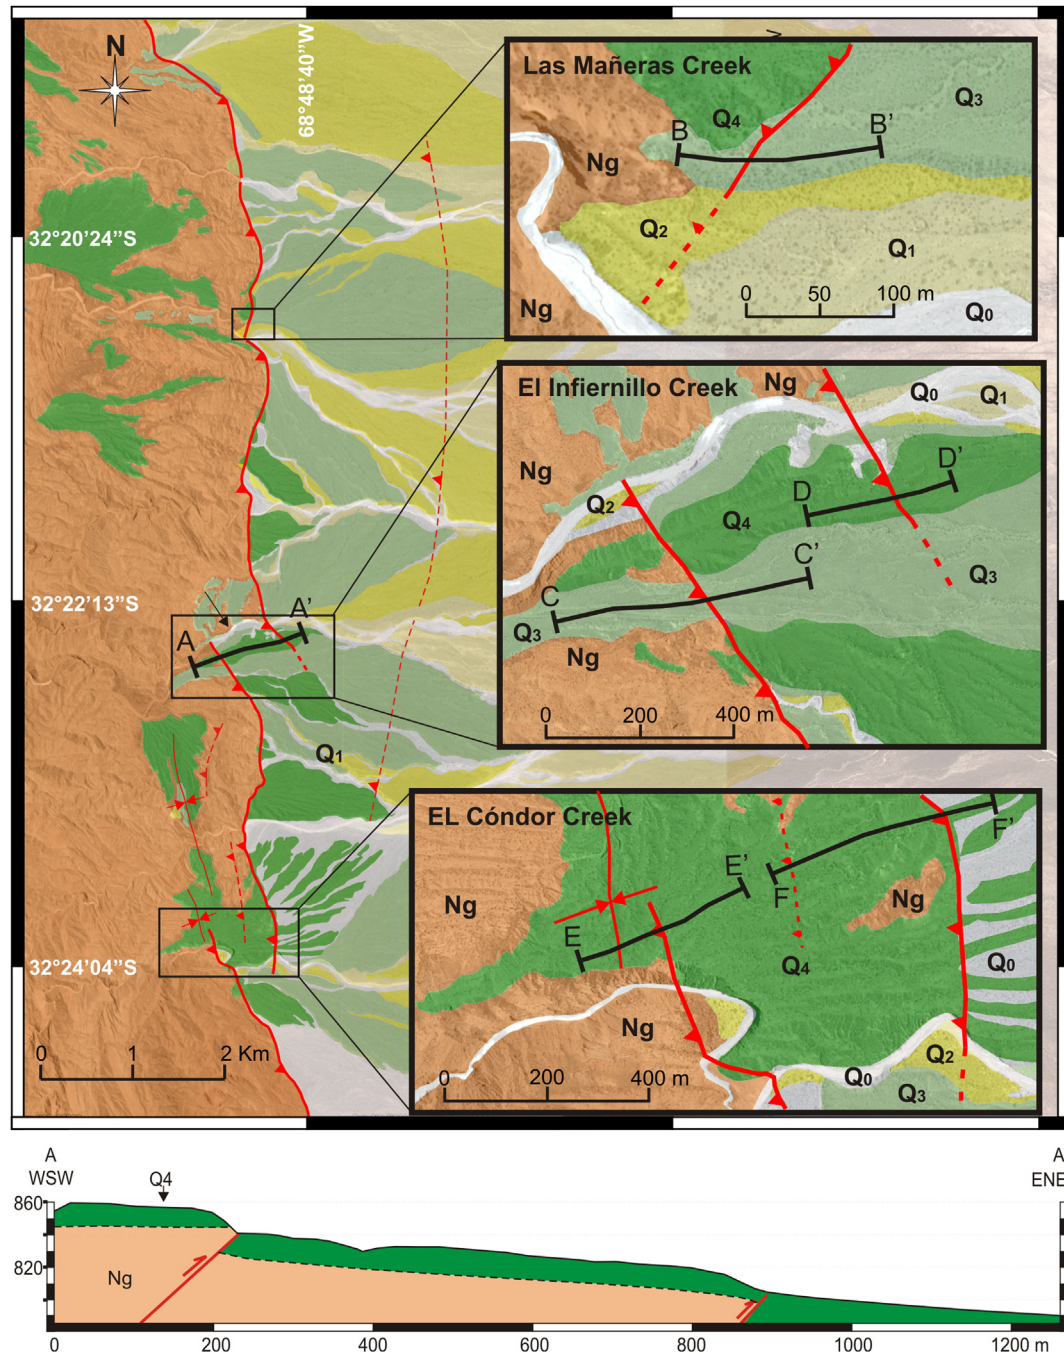 N
68°48'40"W
32°20'24"S
32°22'13"S
32°24'04"S
A
A'
Q1
0 1 2 Km
Las Mañeras Creek
Q4
Q3
B
B'
Ng
Q2
Q1
Ng
Q0
0 50 100 m
El Infiernillo Creek
Ng
Q0
Q1
Ng
Q2
Q4
D
D'
C
C'
Q3
Q3
Ng
0 200 400 m
EL Cóndor Creek
Ng
E
E'
F
F'
Ng
Q4
Q0
Ng
Q2
Q0
Q3
0 200 400 m
A
WSW
Q4
A
ENE
860
820
Ng
0 200 400 600 800 1000 1200 m